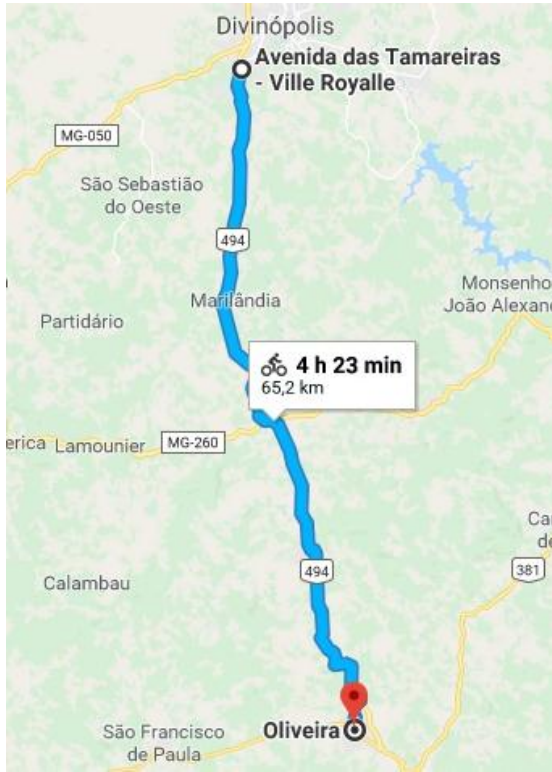 Divinópolis
Avenida das Tamareiras
- Ville Royalle
MG-050
São Sebastião
do Oeste
494
Marilândia
Monsenho
João Alexand
Partidário
4 h 23 min
65,2 km
erica
Lamounier
MG-260
494
381
Ca
de
Calambau
São Francisco
de Paula
Oliveira